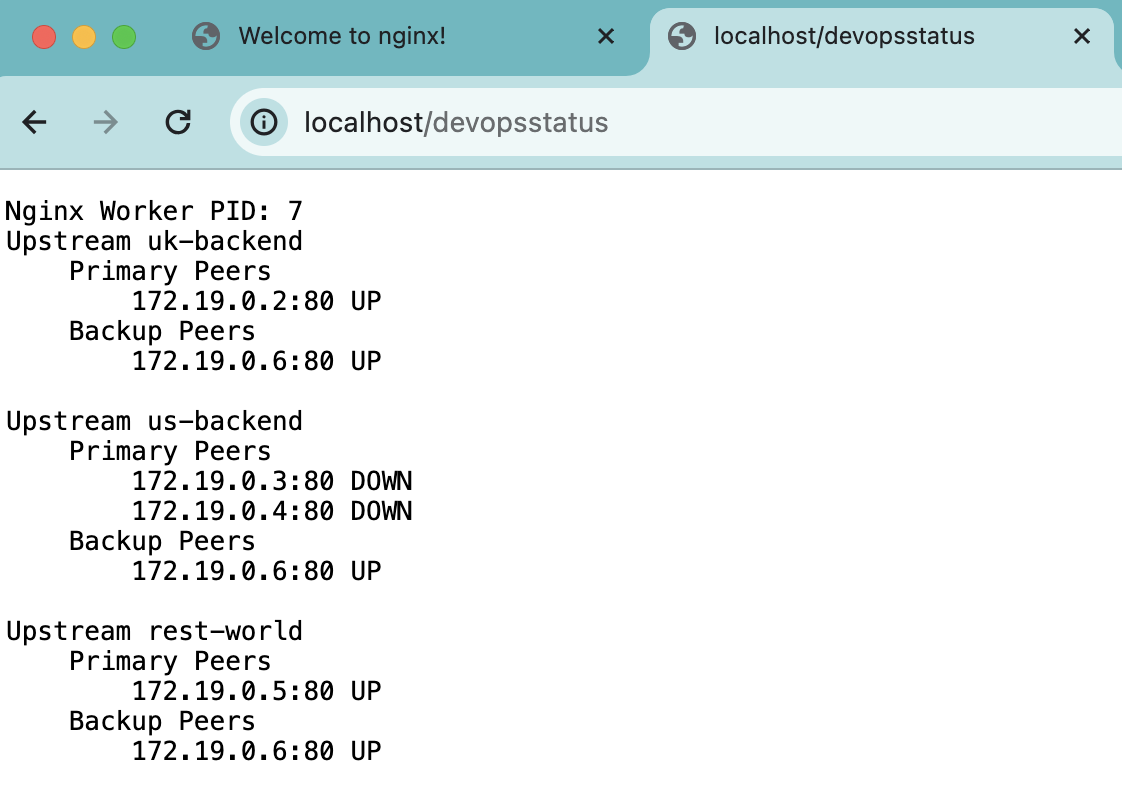 Welcome to nginx!
localhost/devopsstatus
localhost/devopsstatus
Nginx Worker PID: 7
Upstream uk-backend
    Primary Peers
        172.19.0.2:80 UP
    Backup Peers
        172.19.0.6:80 UP

Upstream us-backend
    Primary Peers
        172.19.0.3:80 DOWN
        172.19.0.4:80 DOWN
    Backup Peers
        172.19.0.6:80 UP

Upstream rest-world
    Primary Peers
        172.19.0.5:80 UP
    Backup Peers
        172.19.0.6:80 UP